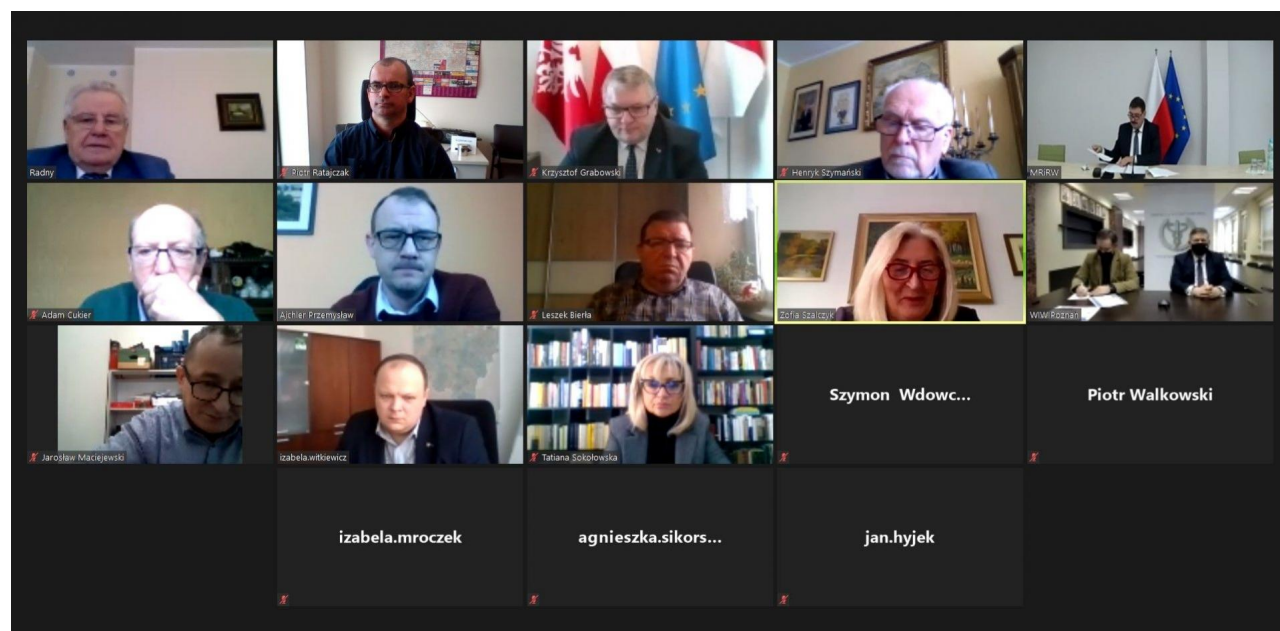 Radny
Piotr Ratajczak
Krzysztof Grabowski
Henryk Szymański
MRiRW
Adam Cukier
Ajchler Przemysław
Leszek Bierła
Zofia Szalczyk
WIW Poznań
Jarosław Maciejewski
izabela.witkiewicz
Tatiana Sokołowska
Szymon Wdowc...
Piotr Walkowski
izabela.mroczek
agnieszka.sikors...
jan.hyjek